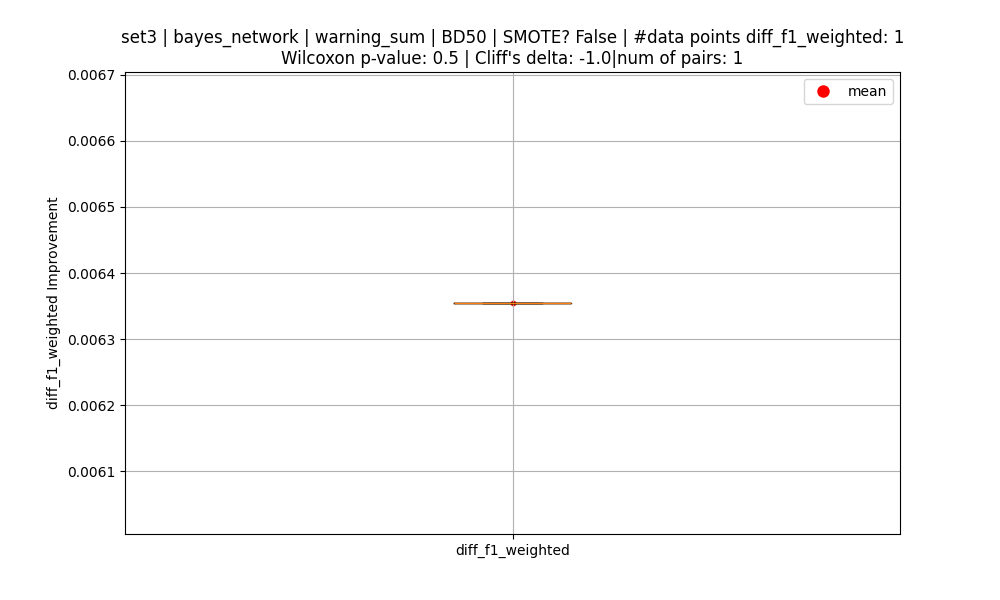 set3 | bayes_network | warning_sum | BD50 | SMOTE? False | #data points diff_f1_weighted: 1
Wilcoxon p-value: 0.5 | Cliff's delta: -1.0|num of pairs: 1
mean
diff_f1_weighted Improvement
0.0067
0.0066
0.0065
0.0064
0.0063
0.0062
0.0061
diff_f1_weighted